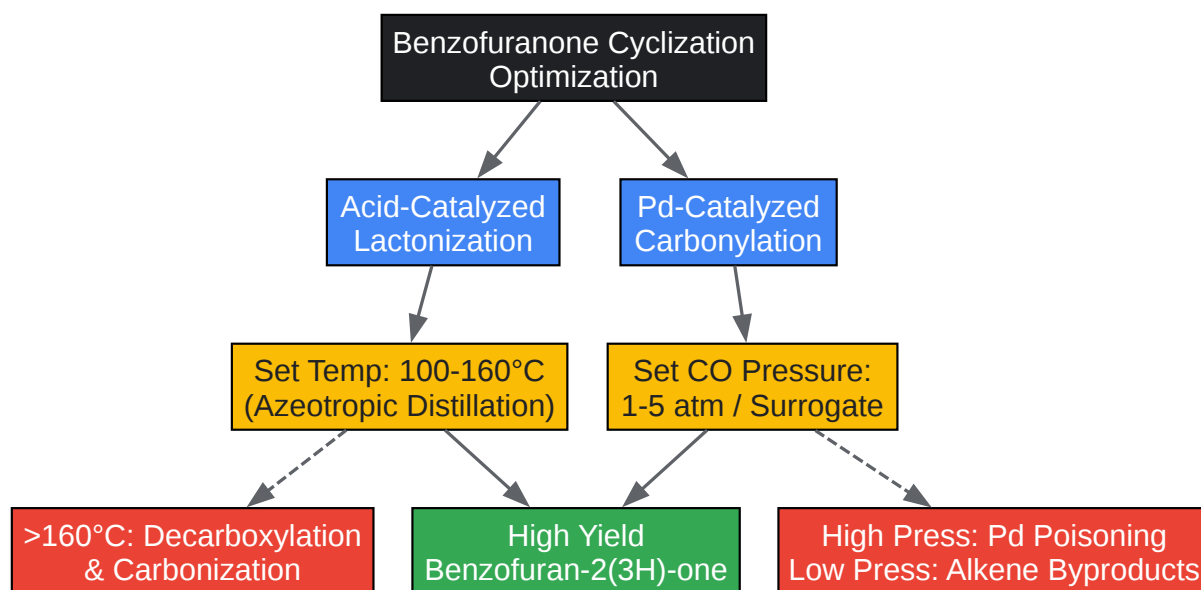 Benzofuranone Cyclization
Optimization
Acid-Catalyzed
Lactonization
Pd-Catalyzed
Carbonylation
Set Temp: 100-160°C
(Azeotropic Distillation)
Set CO Pressure:
1-5 atm / Surrogate
>160°C: Decarboxylation
& Carbonization
High Yield
Benzofuran-2(3H)-one
High Press: Pd Poisoning
Low Press: Alkene Byproducts